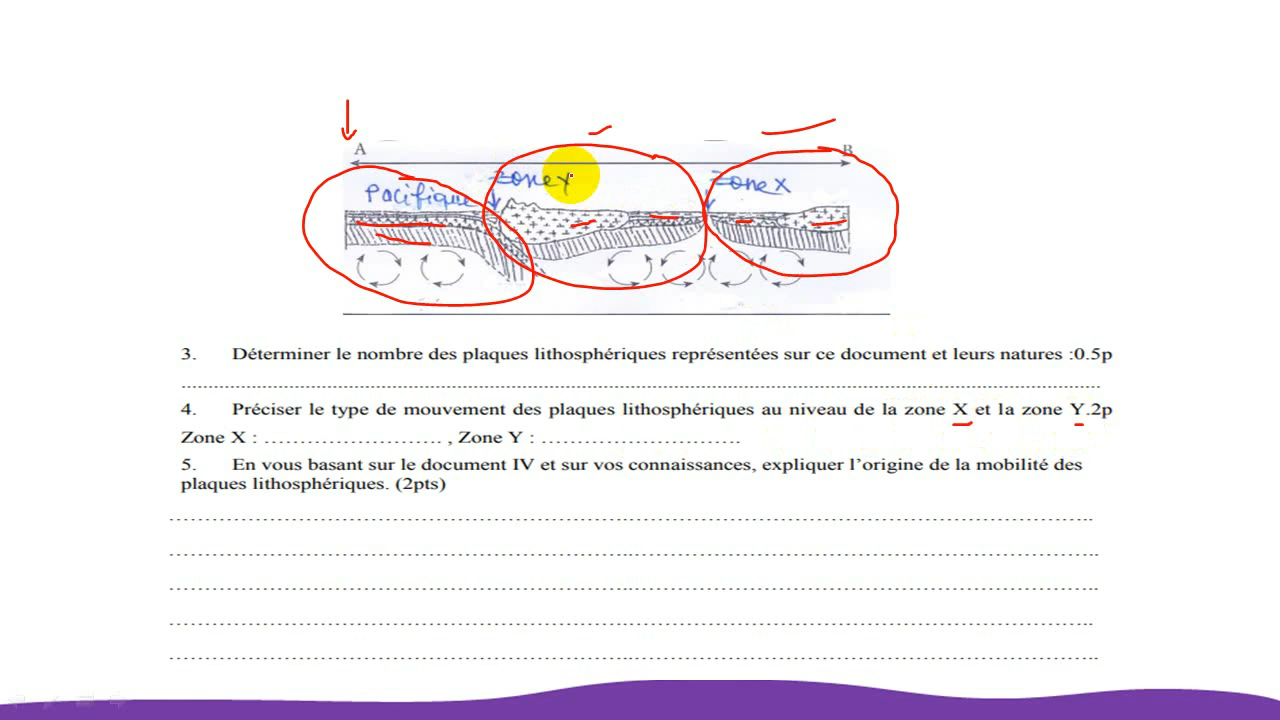 A B
Zone Y Zone X
Pacifique
3. Déterminer le nombre des plaques lithosphériques représentées sur ce document et leurs natures :0.5p
4. Préciser le type de mouvement des plaques lithosphériques au niveau de la zone X et la zone Y.2p
Zone X : ........................... , Zone Y : ..............................
5. En vous basant sur le document IV et sur vos connaissances, expliquer l'origine de la mobilité des
plaques lithosphériques. (2pts)